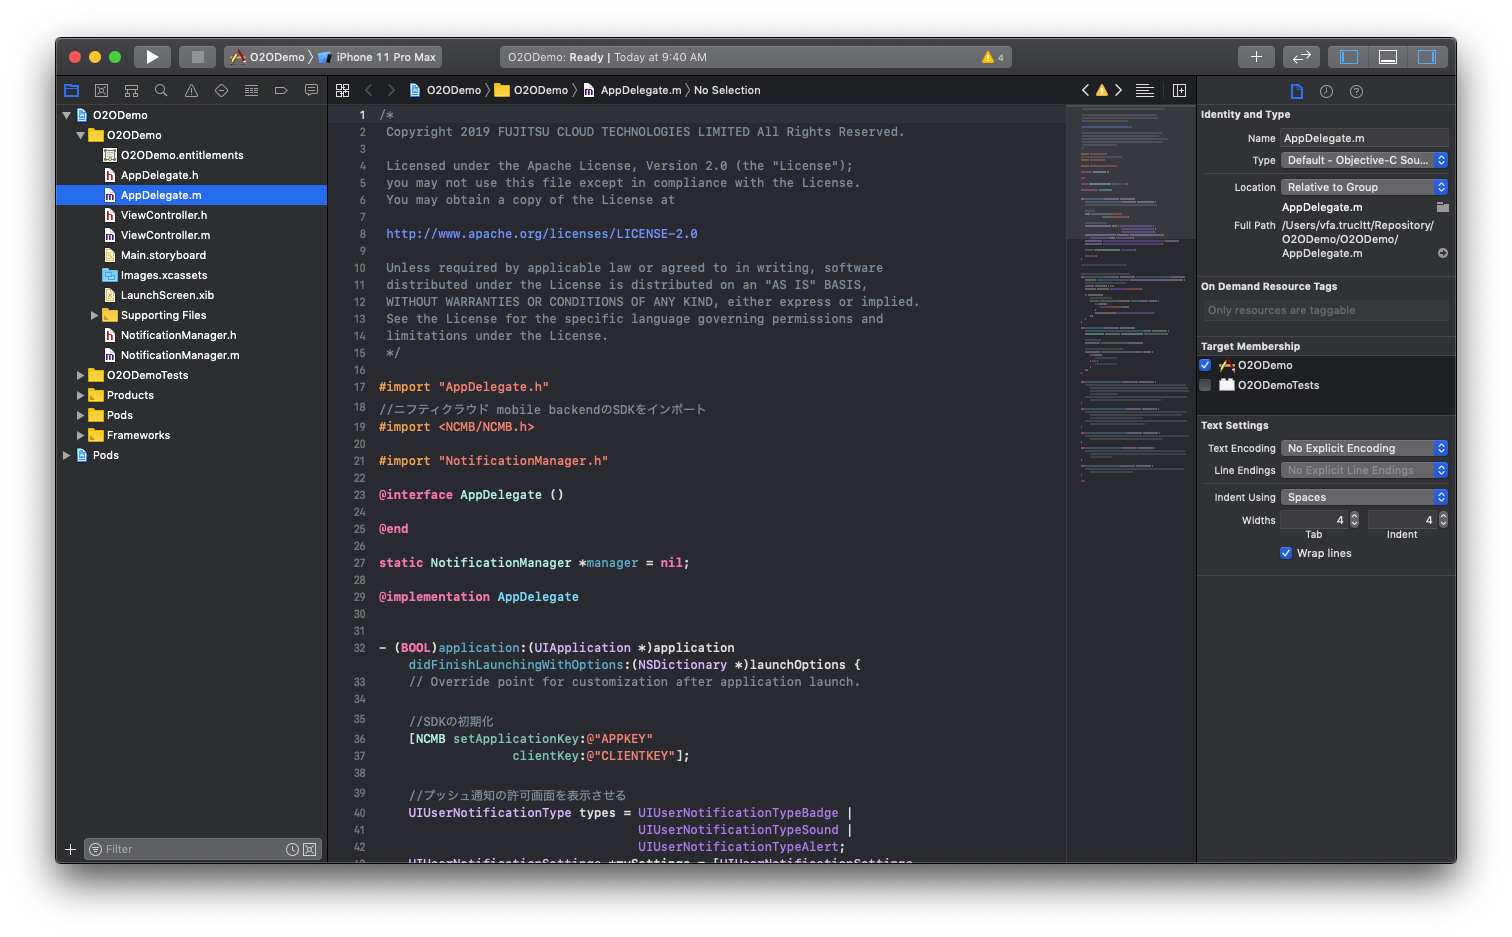 O2ODemo 〉 iPhone 11 Pro Max
O2ODemo: Ready | Today at 9:40 AM
4
O2ODemo 〉 O2ODemo 〉 AppDelegate.m 〉 No Selection
O2ODemo
O2ODemo
O2ODemo.entitlements
AppDelegate.h
AppDelegate.m
ViewController.h
ViewController.m
Main.storyboard
Images.xcassets
LaunchScreen.xib
Supporting Files
NotificationManager.h
NotificationManager.m
O2ODemoTests
Products
Pods
Frameworks
Pods
Filter
1 /*
2 Copyright 2019 FUJITSU CLOUD TECHNOLOGIES LIMITED All Rights Reserved.
3
4 Licensed under the Apache License, Version 2.0 (the "License");
5 you may not use this file except in compliance with the License.
6 You may obtain a copy of the License at
7
8 http://www.apache.org/licenses/LICENSE-2.0
9
10 Unless required by applicable law or agreed to in writing, software
11 distributed under the License is distributed on an "AS IS" BASIS,
12 WITHOUT WARRANTIES OR CONDITIONS OF ANY KIND, either express or implied.
13 See the License for the specific language governing permissions and
14 limitations under the License.
15 */
16
17 #import "AppDelegate.h"
18 //ニフティクラウド mobile backendのSDKをインポート
19 #import <NCMB/NCMB.h>
20
21 #import "NotificationManager.h"
22
23 @interface AppDelegate ()
24
25 @end
26
27 static NotificationManager *manager = nil;
28
29 @implementation AppDelegate
30
31
32 - (BOOL)application:(UIApplication *)application
didFinishLaunchingWithOptions:(NSDictionary *)launchOptions {
33 // Override point for customization after application launch.
34
35 //SDKの初期化
36 [NCMB setApplicationKey:@"APPKEY"
37 clientKey:@"CLIENTKEY"];
38
39 //プッシュ通知の許可画面を表示させる
40 UIUserNotificationType types = UIUserNotificationTypeBadge |
41 UIUserNotificationTypeSound |
42 UIUserNotificationTypeAlert;
43 UIUserNotificationSettings *mySettings = [UIUserNotificationSettings
Identity and Type
Name AppDelegate.m
Type Default - Objective-C Sou...
Location Relative to Group
AppDelegate.m
Full Path /Users/vfa.trucltt/Repository/
O2ODemo/O2ODemo/
AppDelegate.m
On Demand Resource Tags
Only resources are taggable
Target Membership
O2ODemo
O2ODemoTests
Text Settings
Text Encoding No Explicit Encoding
Line Endings No Explicit Line Endings
Indent Using Spaces
Widths 4 4
Tab Indent
Wrap lines